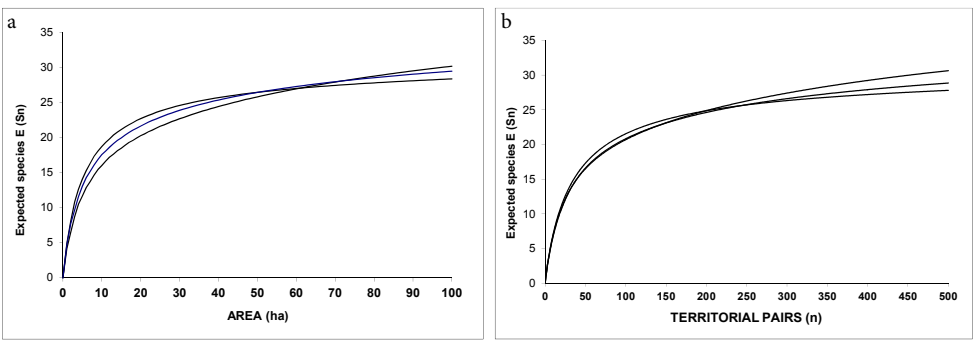 a
35
30
25
20
15
10
5
0
Expected species E (Sn)
0 10 20 30 40 50 60 70 80 90 100
AREA (ha)
b
35
30
25
20
15
10
5
0
Expected species E (Sn)
0 50 100 150 200 250 300 350 400 450 500
TERRITORIAL PAIRS (n)